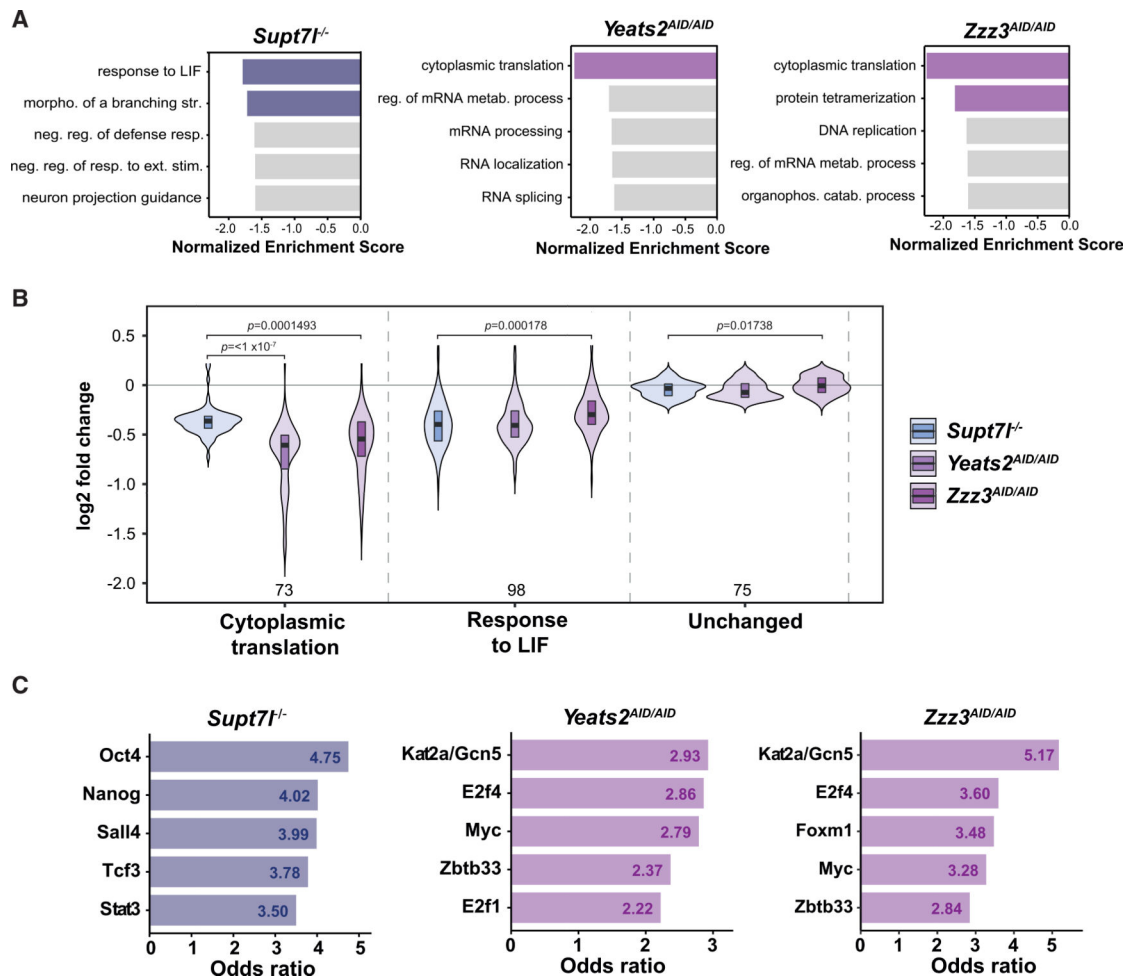 A
Supt7l-/-
response to LIF
morpho. of a branching str.
neg. reg. of defense resp.
neg. reg. of resp. to ext. stim.
neuron projection guidance
-2.0 -1.5 -1.0 -0.5 0.0
Normalized Enrichment Score
Yeats2AID/AID
cytoplasmic translation
reg. of mRNA metab. process
mRNA processing
RNA localization
RNA splicing
-2.0 -1.5 -1.0 -0.5 0.0
Normalized Enrichment Score
Zzz3AID/AID
cytoplasmic translation
protein tetramerization
DNA replication
reg. of mRNA metab. process
organophos. catab. process
-2.0 -1.5 -1.0 -0.5 0.0
Normalized Enrichment Score
B
log2 fold change
0.5
0
-0.5
-1.0
-1.5
-2.0
p=0.0001493
p=<1 x10-7
p=0.000178
p=0.01738
73
98
75
Cytoplasmic
translation
Response
to LIF
Unchanged
Supt7l-/-
Yeats2AID/AID
Zzz3AID/AID
C
Supt7l-/-
Oct4 4.75
Nanog 4.02
Sall4 3.99
Tcf3 3.78
Stat3 3.50
0 1 2 3 4 5
Odds ratio
Yeats2AID/AID
Kat2a/Gcn5 2.93
E2f4 2.86
Myc 2.79
Zbtb33 2.37
E2f1 2.22
0 1 2 3
Odds ratio
Zzz3AID/AID
Kat2a/Gcn5 5.17
E2f4 3.60
Foxm1 3.48
Myc 3.28
Zbtb33 2.84
0 1 2 3 4 5
Odds ratio